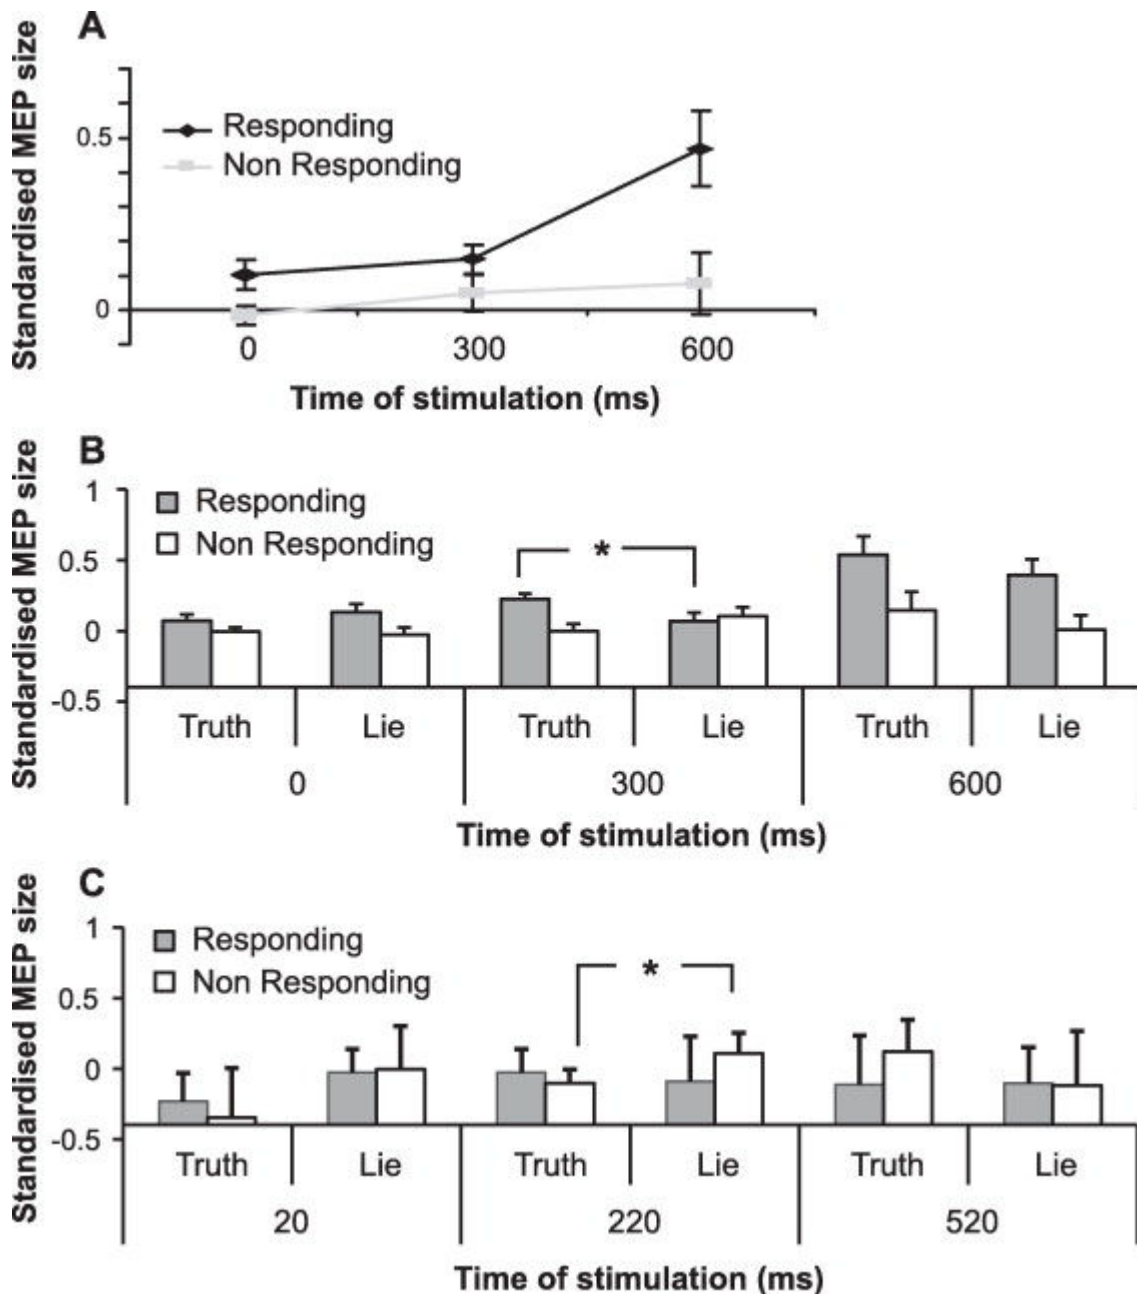 A
Standardised MEP size
0.5
0
Responding
Non Responding
0 300 600
Time of stimulation (ms)
B
Standardised MEP size
1
0.5
0
-0.5
Responding
Non Responding
*
Truth Lie Truth Lie Truth Lie
0 300 600
Time of stimulation (ms)
C
Standardised MEP size
1
0.5
0
-0.5
Responding
Non Responding
*
Truth Lie Truth Lie Truth Lie
20 220 520
Time of stimulation (ms)